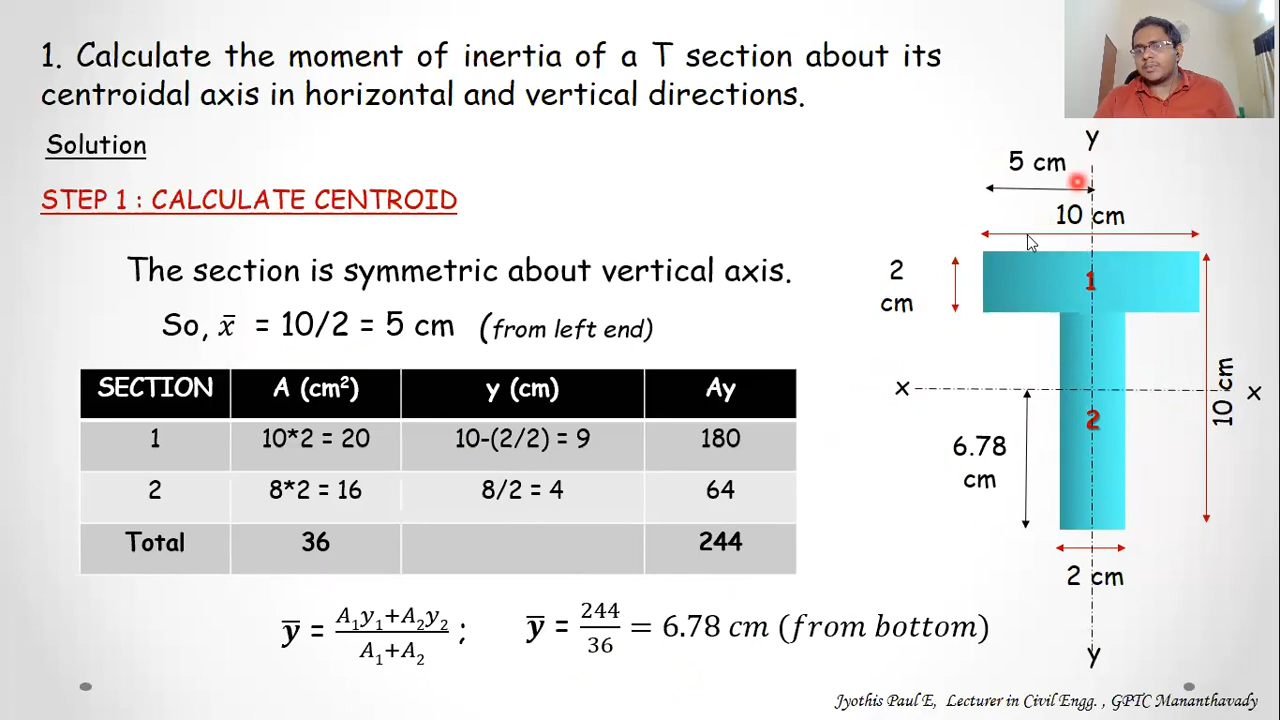 1. Calculate the moment of inertia of a T section about its
centroidal axis in horizontal and vertical directions.
Solution
STEP 1 : CALCULATE CENTROID
The section is symmetric about vertical axis.
So, x̄ = 10/2 = 5 cm (from left end)
SECTION A (cm²) y (cm) Ay
1 10*2 = 20 10-(2/2) = 9 180
2 8*2 = 16 8/2 = 4 64
Total 36 244
ȳ = A₁y₁+A₂y₂ / A₁+A₂ ; ȳ = 244/36 = 6.78 cm (from bottom)
y
5 cm
10 cm
2
cm
1
x
x
10 cm
2
6.78
cm
2 cm
y
Jyothis Paul E, Lecturer in Civil Engg. , GPTC Mananthavady